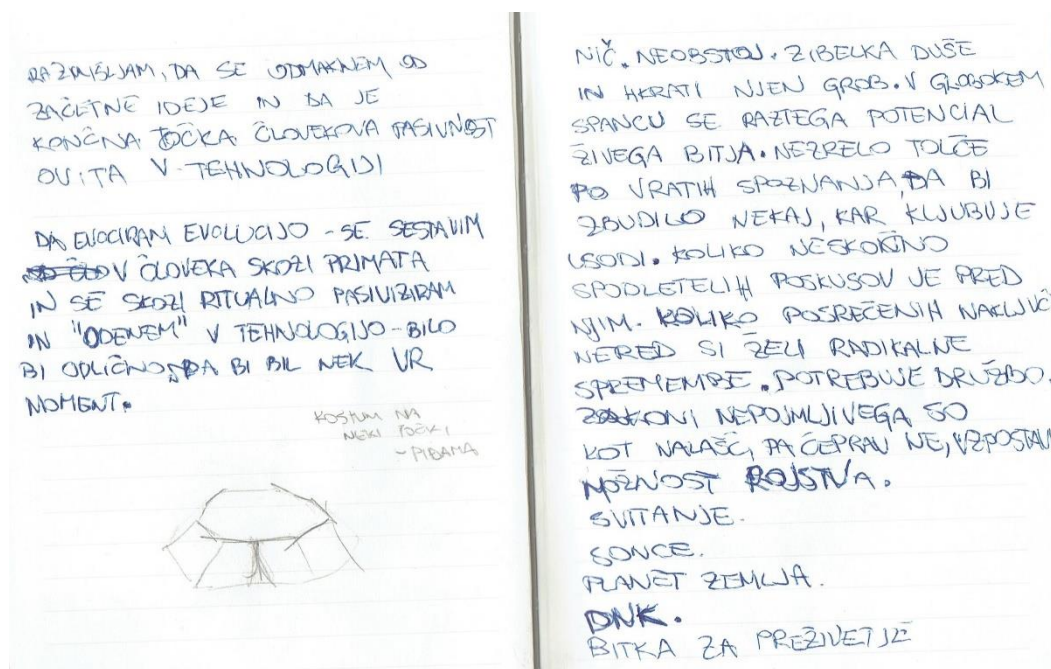 RAZMIŠLJAM, DA SE ODMAKNEM OD
ZAČETNE IDEJE IN DA JE
KONČNA TOČKA ČLOVEKOVA PASIVNOST
OVITA V TEHNOLOGIJI
DA EVOCIRAM EVOLUCIJO - SE SESTAVIM
V ČLOVEKA SKOZI PRIMATA
IN SE SKOZI RITUALNO PASIVIZIRAM
IN "ODENEM" V TEHNOLOGIJO - BILO
BI ODLIČNO, DA BI BIL NEK VR
MOMENT.
KOSTUM NA
NEKI TOČKI
- PIŽAMA
NIČ. NEOBSTOJ. ZIBELKA DUŠE
IN HKRATI NJEN GROB. V GLOBOKEM
SPANCU SE RAZTEGA POTENCIAL
ŽIVEGA BITJA. NEZRELO TOLČE
PO VRATIH SPOZNANJA, DA BI
ZBUDILO NEKAJ, KAR KLJUBUJE
USODI. KOLIKO NESKONČNO
SPODLETELIH POSKUSOV JE PRED
NJIM. KOLIKO POSREČENIH NAKLJUČ
NERED SI ŽELI RADIKALNE
SPREMEMBE. POTREBUJE DRUŽBO.
ZAKONI NEPOJMLJIVEGA SO
KOT NALAŠČ, PA ČEPRAV NE, VZPOSTAV
MOŽNOST ROJSTVA.
SVITANJE.
SONCE.
PLANET ZEMLJA.
DNK.
BITKA ZA PREŽIVETJE